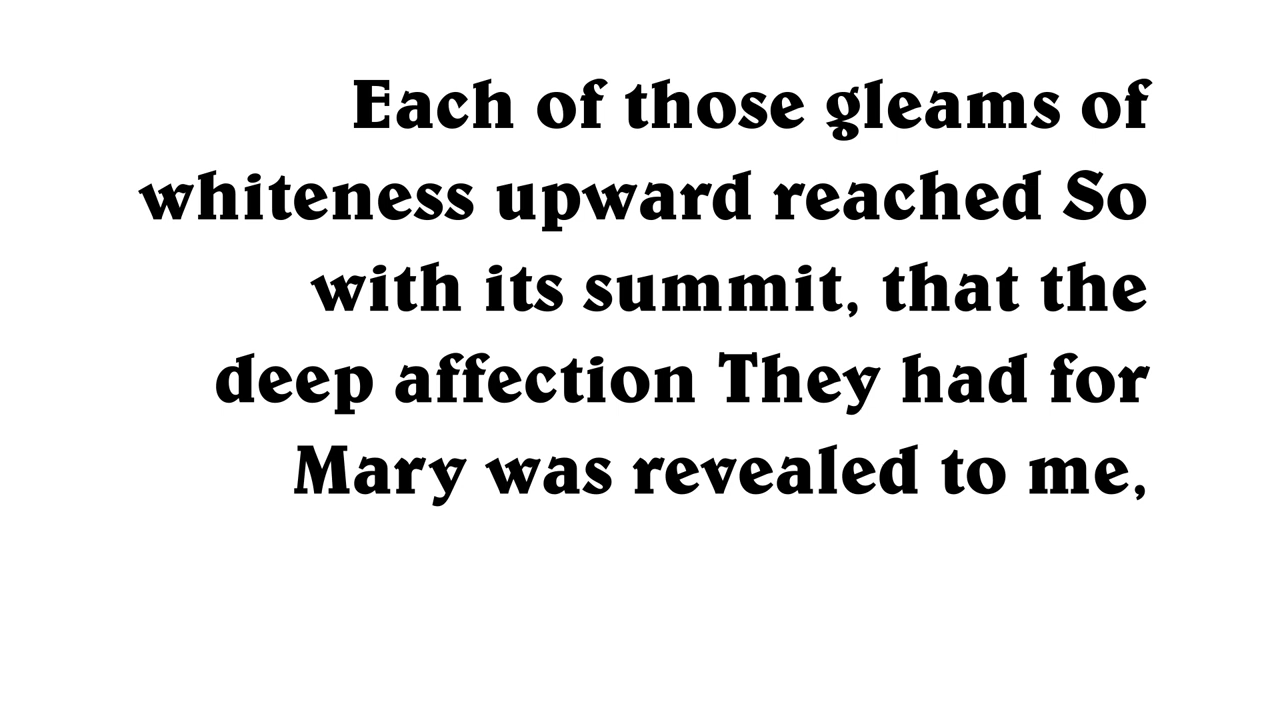 Each of those gleams of
whiteness upward reached So
with its summit, that the
deep affection They had for
Mary was revealed to me,